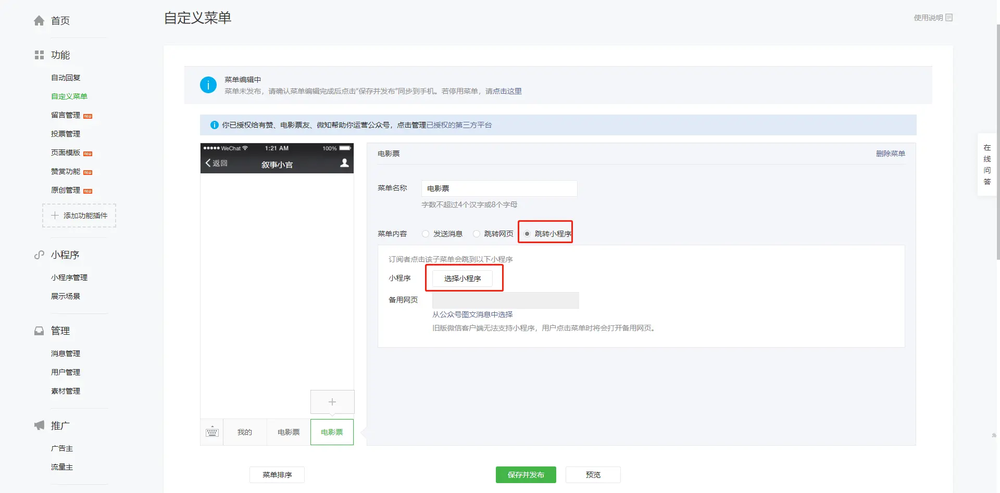 首页
功能
自动回复
自定义菜单
留言管理 NEW
投票管理
页面模版 NEW
赞赏功能 NEW
原创管理 NEW
添加功能插件
小程序
小程序管理
展示场景
管理
消息管理
用户管理
素材管理
推广
广告主
流量主
自定义菜单
使用说明
菜单编辑中
菜单未发布，请确认菜单编辑完成后点击“保存并发布”同步到手机。若停用菜单，请点击这里
你已授权给有赞、电影票友、微知帮助你运营公众号，点击管理已授权的第三方平台
WeChat 1:21 AM 100%
返回 叙事小官
我的 电影票 电影票
电影票 删除菜单
菜单名称 电影票
字数不超过4个汉字或8个字母
菜单内容 发送消息 跳转网页 跳转小程序
订阅者点击该子菜单会跳到以下小程序
小程序 选择小程序
备用网页
从公众号图文消息中选择
旧版微信客户端无法支持小程序，用户点击菜单时将会打开备用网页。
菜单排序 保存并发布 预览
在线问答